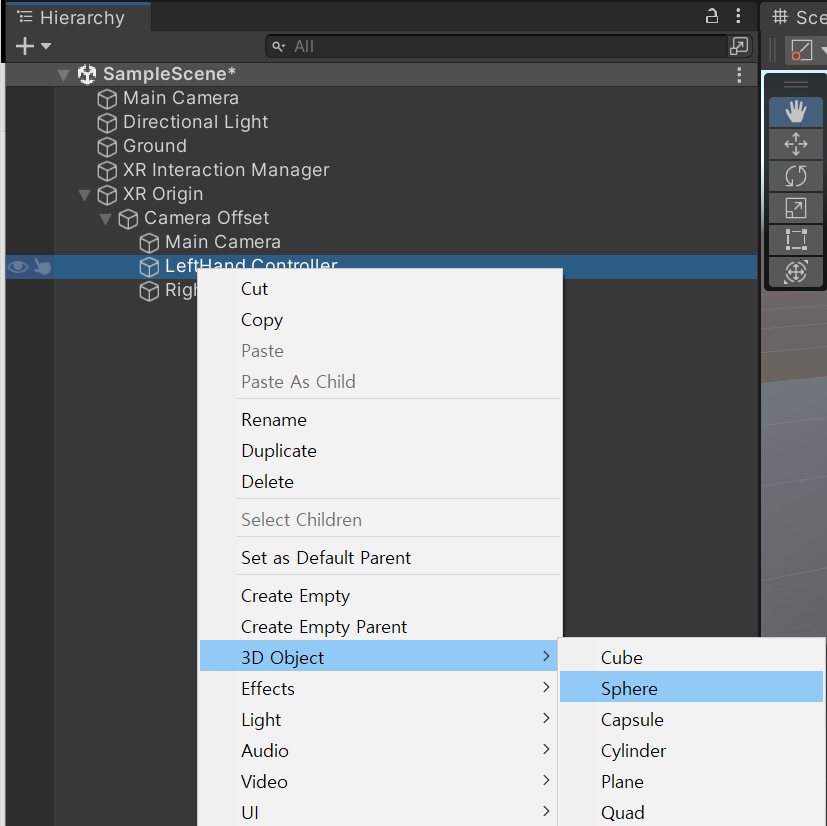 Hierarchy
Sce
All
SampleScene*
Main Camera
Directional Light
Ground
XR Interaction Manager
XR Origin
Camera Offset
Main Camera
LeftHand Controller
Righ
Cut
Copy
Paste
Paste As Child
Rename
Duplicate
Delete
Select Children
Set as Default Parent
Create Empty
Create Empty Parent
3D Object
Effects
Light
Audio
Video
UI
Cube
Sphere
Capsule
Cylinder
Plane
Quad